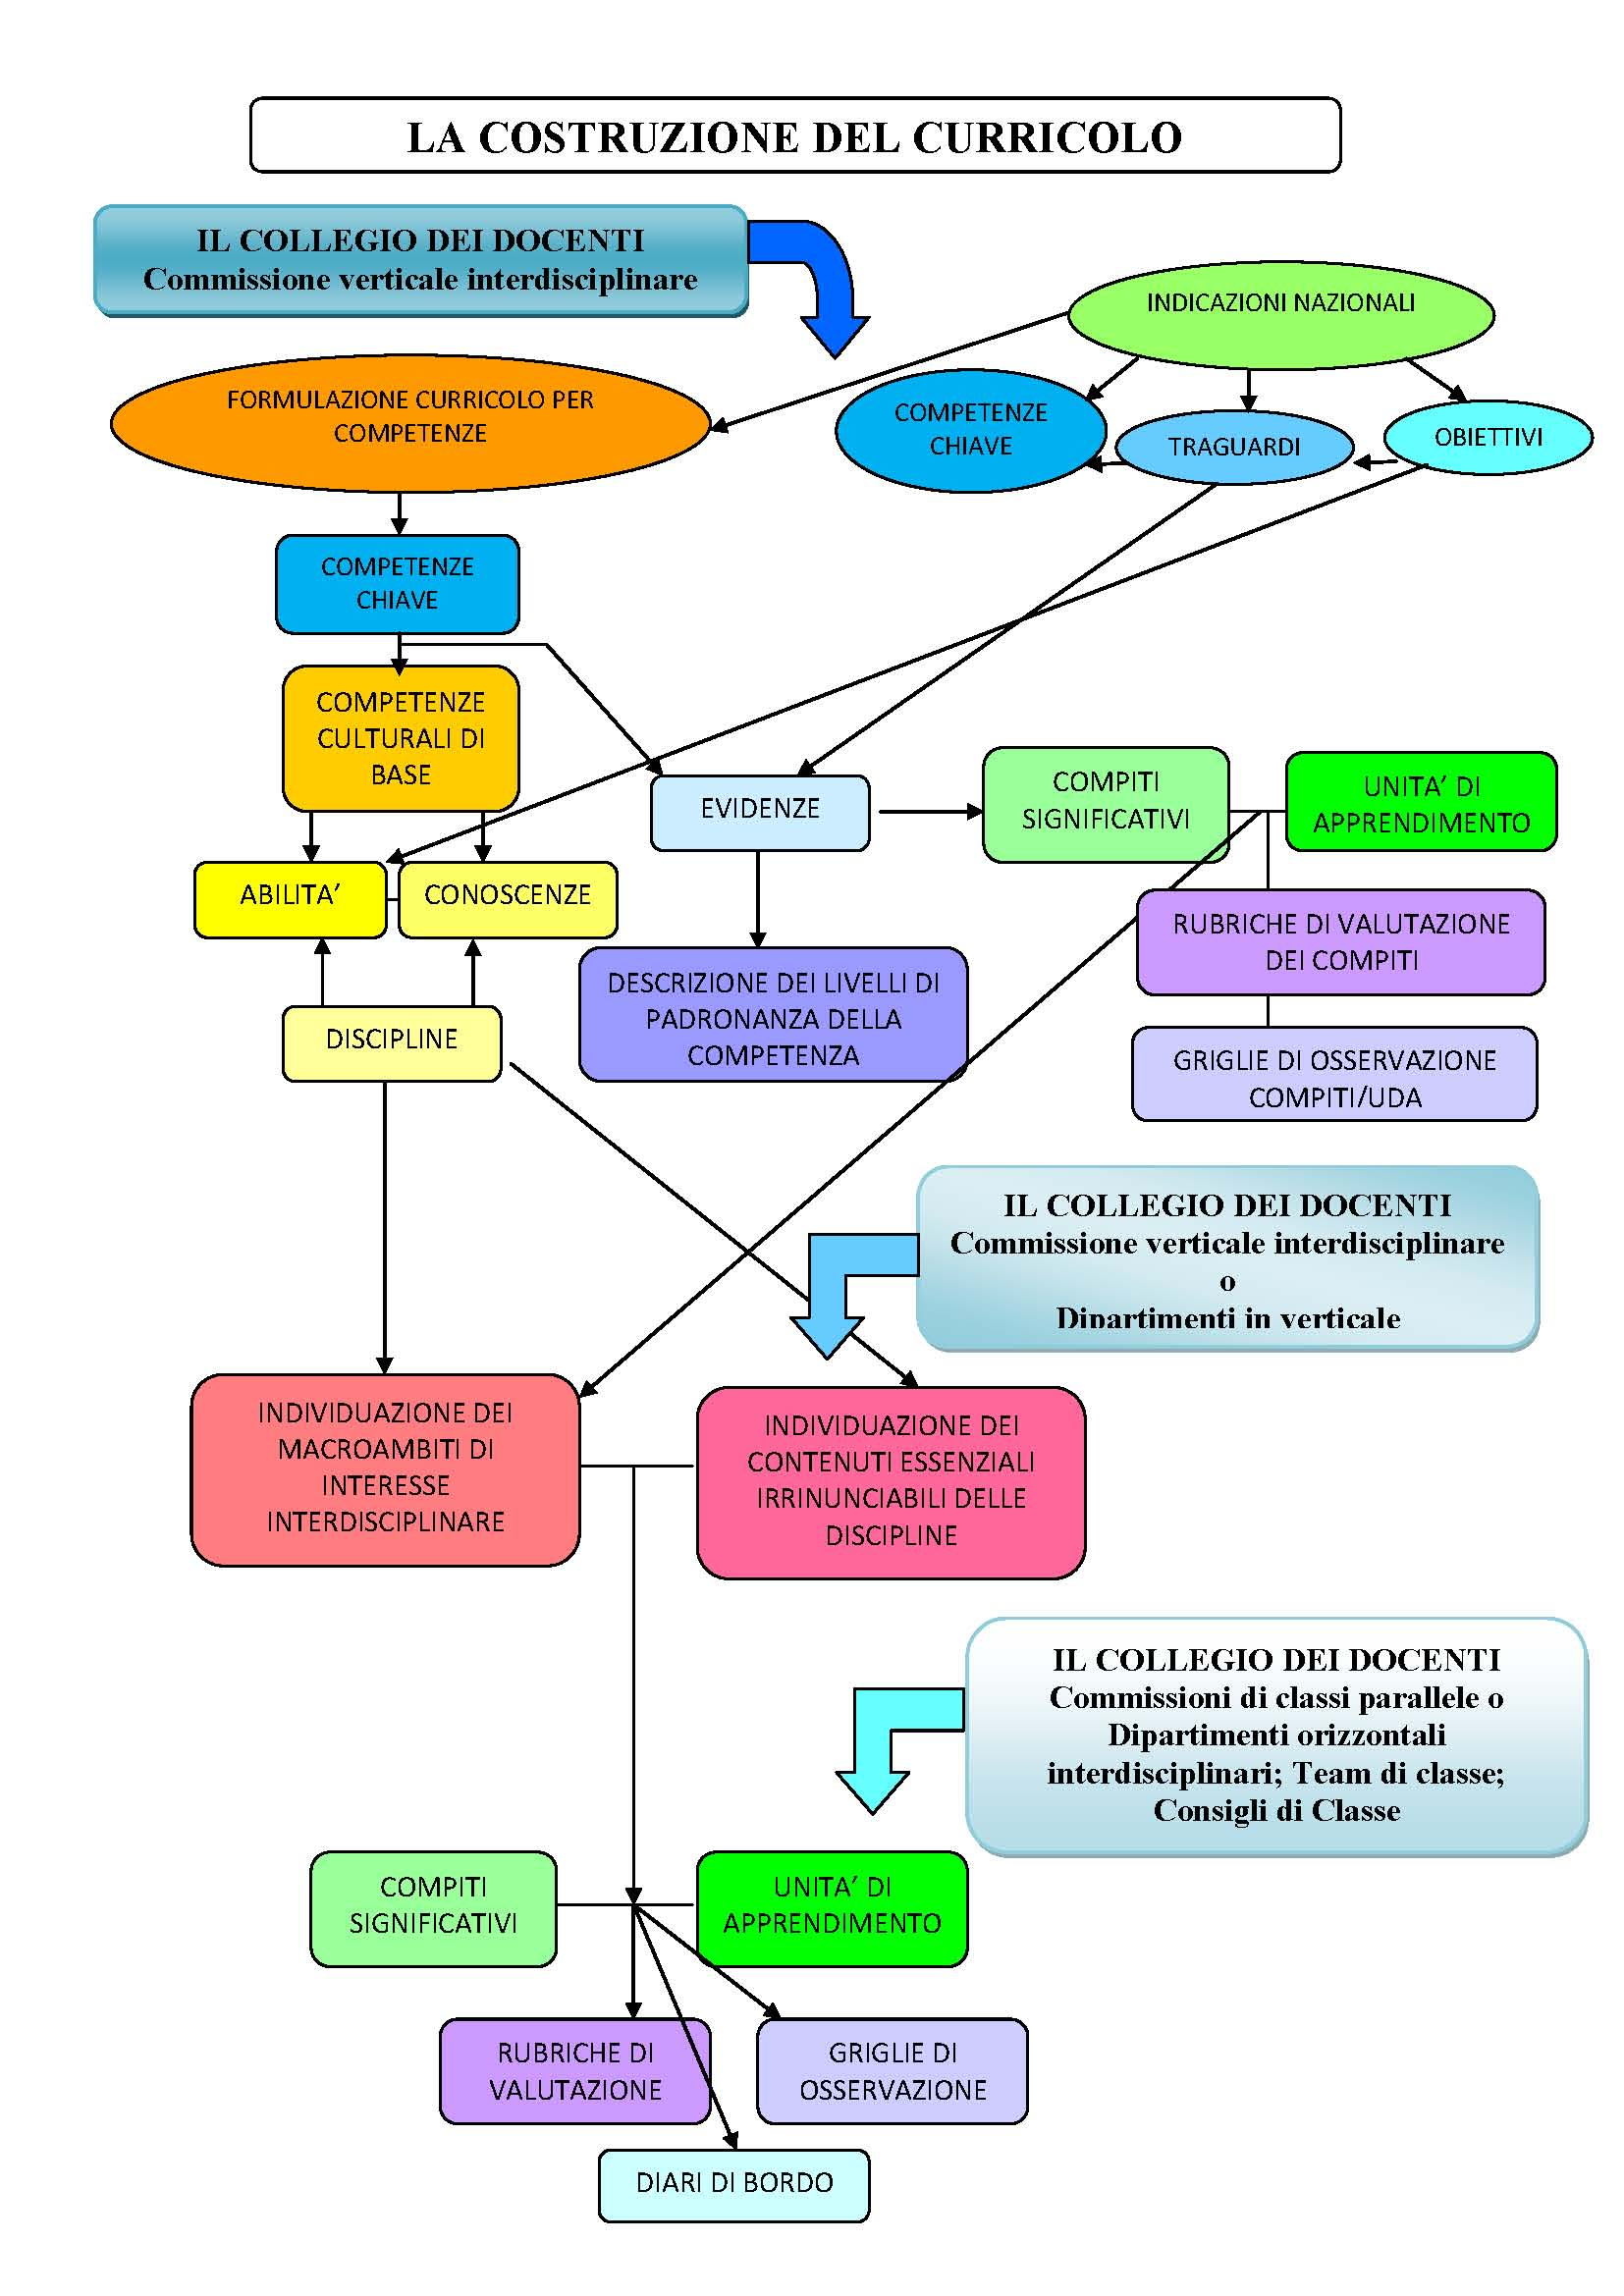 LA COSTRUZIONE DEL CURRICOLO
IL COLLEGIO DEI DOCENTI
Commissione verticale interdisciplinare
INDICAZIONI NAZIONALI
FORMULAZIONE CURRICOLO PER
COMPETENZE
COMPETENZE
CHIAVE
TRAGUARDI
OBIETTIVI
COMPETENZE
CHIAVE
COMPETENZE
CULTURALI DI
BASE
EVIDENZE
COMPITI
SIGNIFICATIVI
UNITA’ DI
APPRENDIMENTO
ABILITA’
CONOSCENZE
RUBRICHE DI VALUTAZIONE
DEI COMPITI
DESCRIZIONE DEI LIVELLI DI
PADRONANZA DELLA
COMPETENZA
DISCIPLINE
GRIGLIE DI OSSERVAZIONE
COMPITI/UDA
IL COLLEGIO DEI DOCENTI
Commissione verticale interdisciplinare
o
Dipartimenti in verticale
INDIVIDUAZIONE DEI
MACROAMBITI DI
INTERESSE
INTERDISCIPLINARE
INDIVIDUAZIONE DEI
CONTENUTI ESSENZIALI
IRRINUNCIABILI DELLE
DISCIPLINE
IL COLLEGIO DEI DOCENTI
Commissioni di classi parallele o
Dipartimenti orizzontali
interdisciplinari; Team di classe;
Consigli di Classe
COMPITI
SIGNIFICATIVI
UNITA’ DI
APPRENDIMENTO
RUBRICHE DI
VALUTAZIONE
GRIGLIE DI
OSSERVAZIONE
DIARI DI BORDO